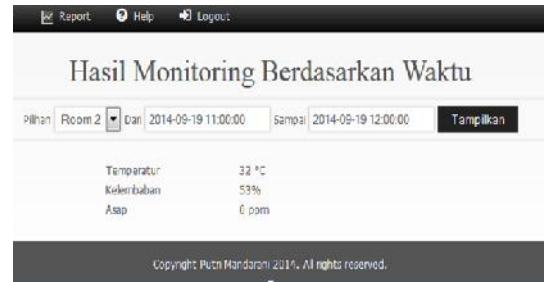 Report Help Logout
Hasil Monitoring Berdasarkan Waktu
Pilihan Room 2 Dari 2014-09-19 11:00:00 Sampai 2014-09-19 12:00:00 Tampilkan
Temperatur 32 °C
Kelembaban 53%
Asap 0 ppm
Copyright Putri Mandarani 2014. All rights reserved.